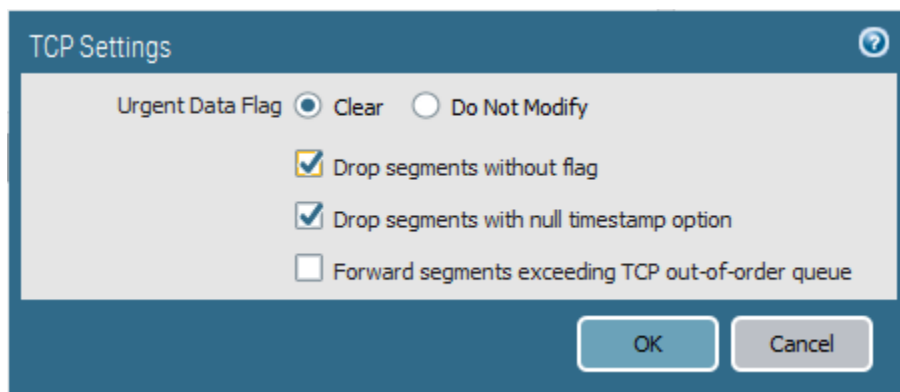 TCP Settings
Urgent Data Flag Clear Do Not Modify
Drop segments without flag
Drop segments with null timestamp option
Forward segments exceeding TCP out-of-order queue
OK Cancel